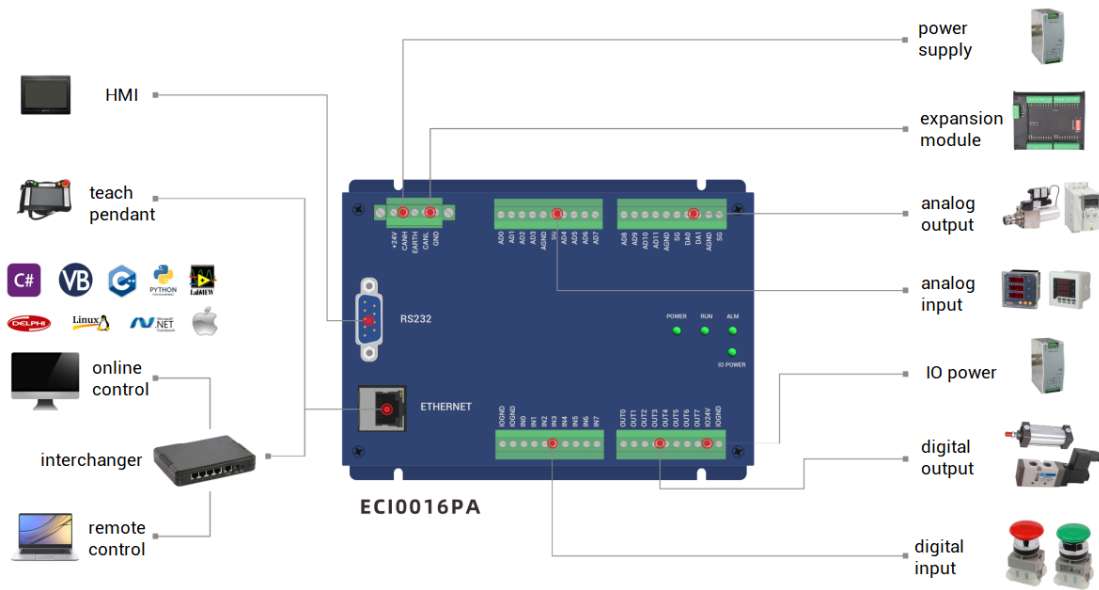 power
supply
HMI
expansion
module
teach
pendant
analog
output
+24V
CANH
EARTH
CANL
GND
AD0
AD1
AD2
AD3
AGND
SG
AD4
AD5
AD6
AD7
AD8
AD9
AD10
AD11
AGND
SG
DA0
DA1
AGND
SG
C#
VB
C++
PYTHON
LabVIEW
analog
input
DELPHI
Linux
.NET
RS232
POWER
RUN
ALM
IO POWER
online
control
IO power
ETHERNET
IOGND
IOGND
IN0
IN1
IN2
IN3
IN4
IN5
IN6
IN7
OUT0
OUT1
OUT2
OUT3
OUT4
OUT5
OUT6
OUT7
IO24V
IOGND
interchanger
digital
output
ECI0016PA
remote
control
digital
input